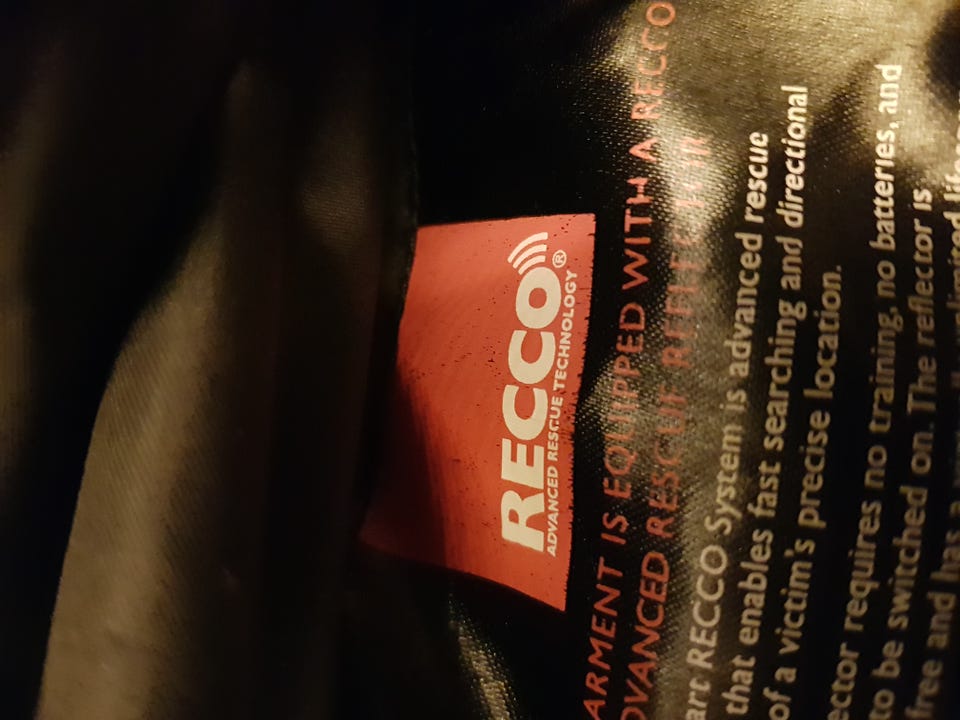 RECCO®
ADVANCED RESCUE TECHNOLOGY
ARMENT IS EQUIPPED WITH A RECCO
DVANCED RESCUE REFLECTOR
art RECCO System is advanced rescue
that enables fast searching and directional
of a victim's precise location.
ector requires no training, no batteries, and
to be switched on. The reflector is
free and has a